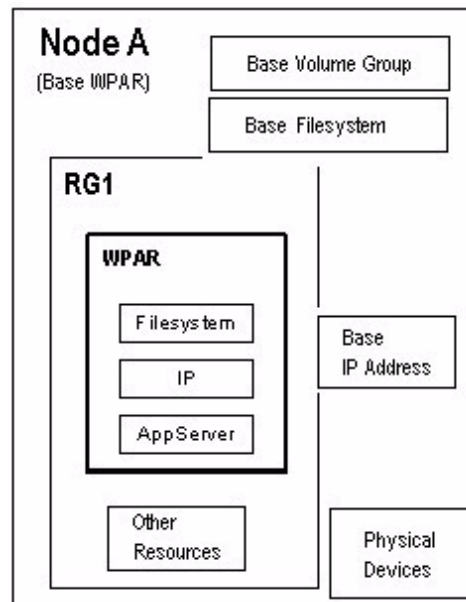 Node A
(Base WPAR)
Base Volume Group
Base Filesystem
RG1
WPAR
Filesystem
IP
AppServer
Base
IP Address
Other
Resources
Physical
Devices